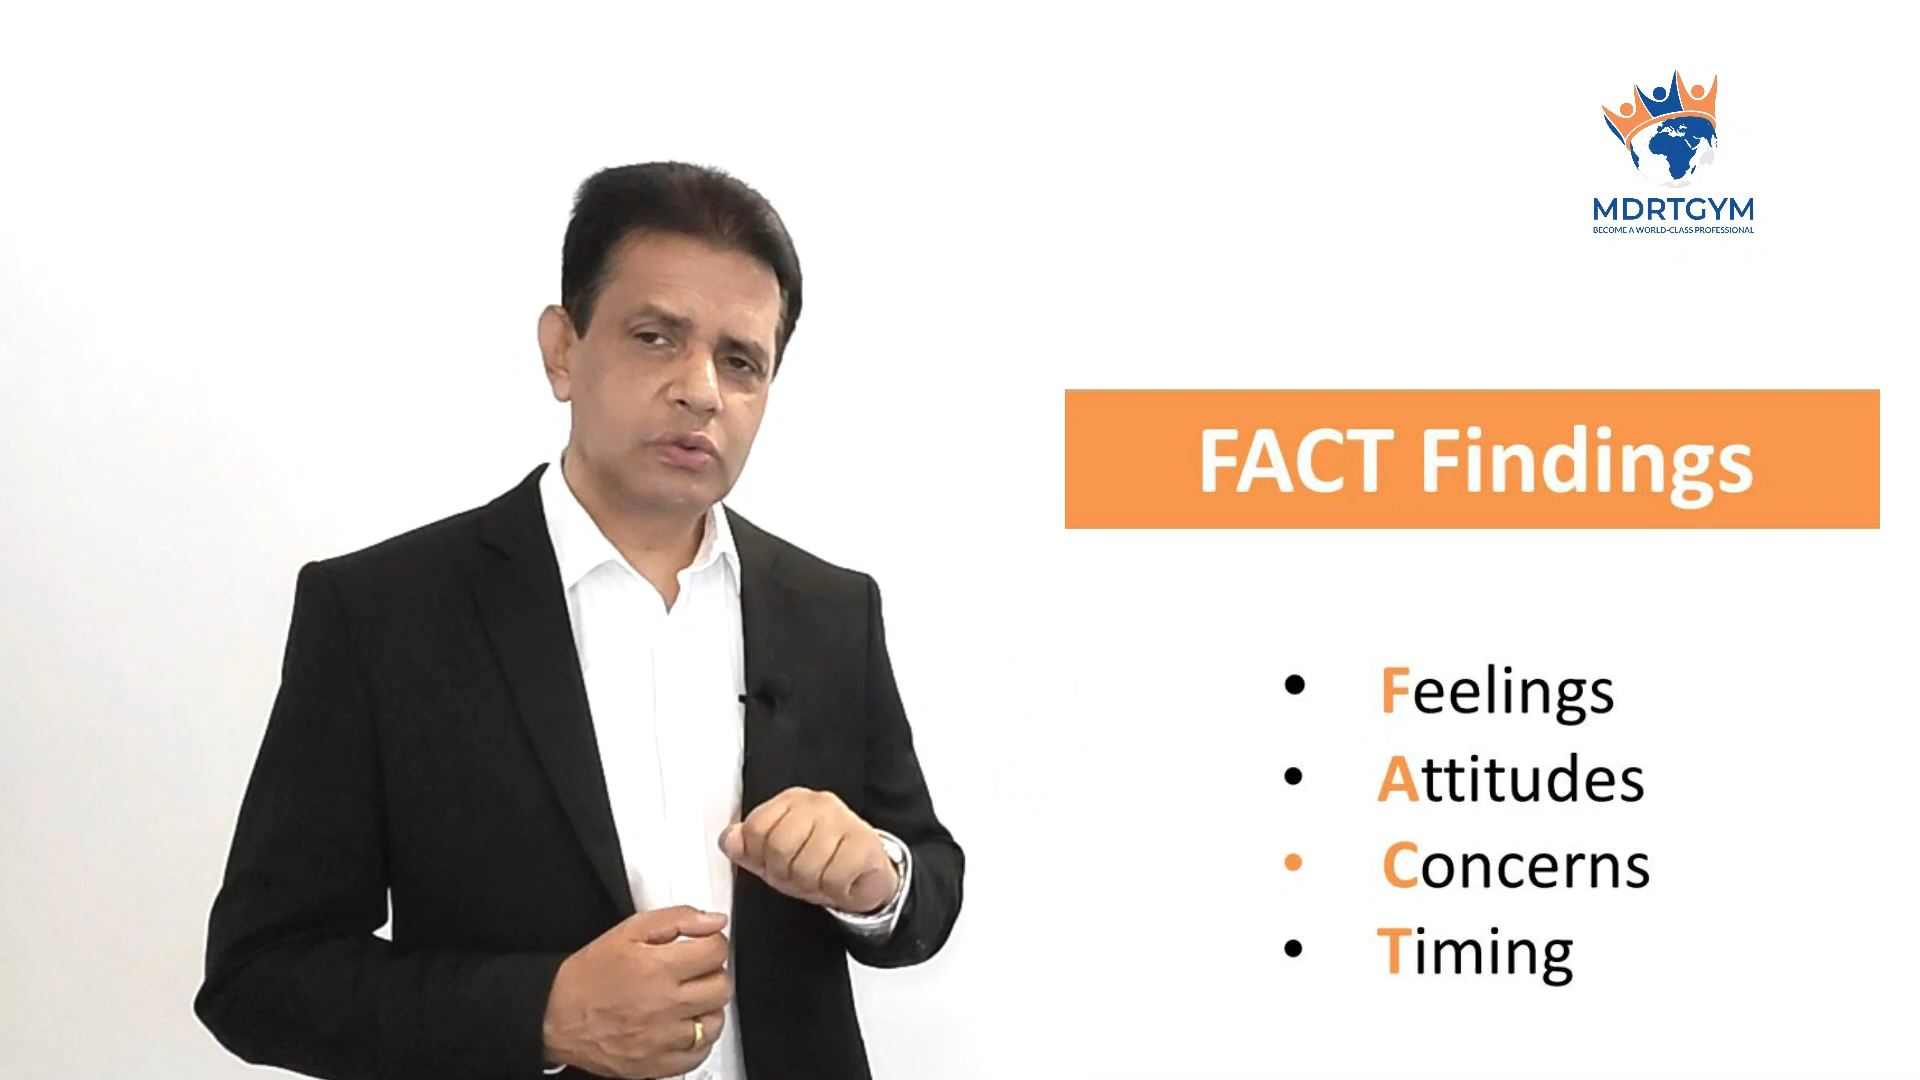 MDRTGYM
BECOME A WORLD-CLASS PROFESSIONAL
FACT Findings
• Feelings
• Attitudes
• Concerns
• Timing